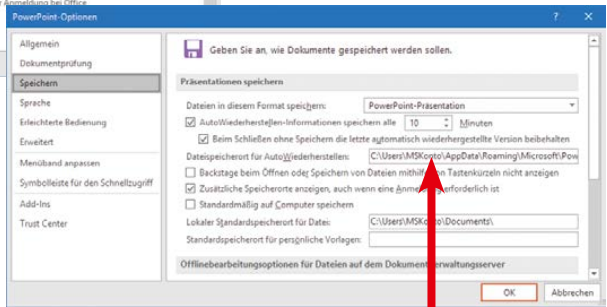 Anmeldung bei Office
PowerPoint-Optionen
? ×
Allgemein
Dokumentprüfung
Speichern
Sprache
Erleichterte Bedienung
Erweitert
Menüband anpassen
Symbolleiste für den Schnellzugriff
Add-Ins
Trust Center
Geben Sie an, wie Dokumente gespeichert werden sollen.
Präsentationen speichern
Dateien in diesem Format speichern: PowerPoint-Präsentation
AutoWiederherstellen-Informationen speichern alle 10 Minuten
Beim Schließen ohne Speichern die letzte automatisch wiederhergestellte Version beibehalten
Dateispeicherort für AutoWiederherstellen: C:\Users\MSKonto\AppData\Roaming\Microsoft\Pow
Backstage beim Öffnen oder Speichern von Dateien mithilfe von Tastenkürzeln nicht anzeigen
Zusätzliche Speicherorte anzeigen, auch wenn eine Anmeldung erforderlich ist
Standardmäßig auf Computer speichern
Lokaler Standardspeicherort für Datei: C:\Users\MSKonto\Documents\
Standardspeicherort für persönliche Vorlagen:
Offlinebearbeitungsoptionen für Dateien auf dem Dokumentverwaltungsserver
OK Abbrechen